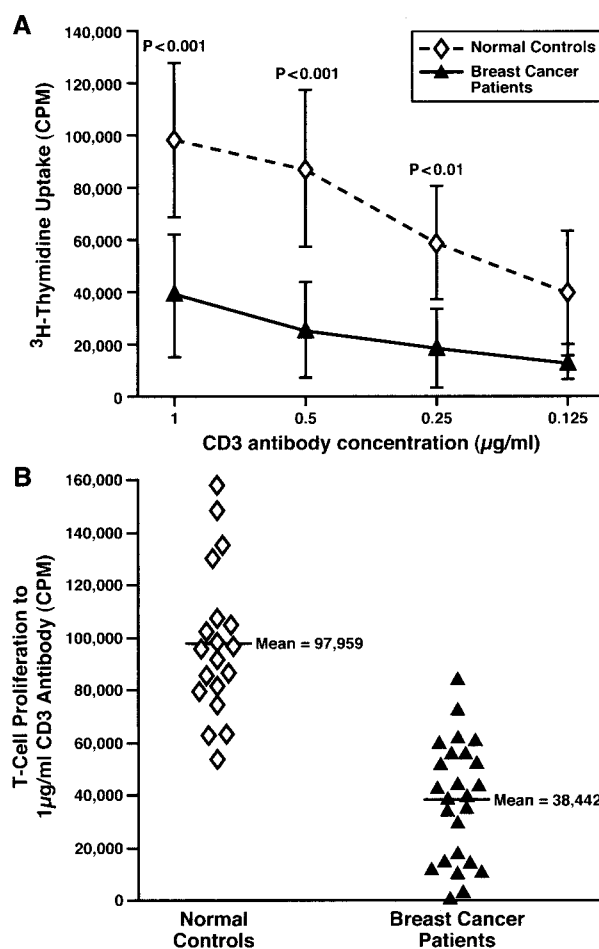 A
140,000
120,000
100,000
80,000
60,000
40,000
20,000
0
³H-Thymidine Uptake (CPM)
P<0.001
P<0.001
P<0.01
Normal Controls
Breast Cancer
Patients
1
0.5
0.25
0.125
CD3 antibody concentration (µg/ml)
B
160,000
140,000
120,000
100,000
80,000
60,000
40,000
20,000
0
T-Cell Proliferation to
1µg/ml CD3 Antibody (CPM)
Mean = 97,959
Mean = 38,442
Normal
Controls
Breast Cancer
Patients